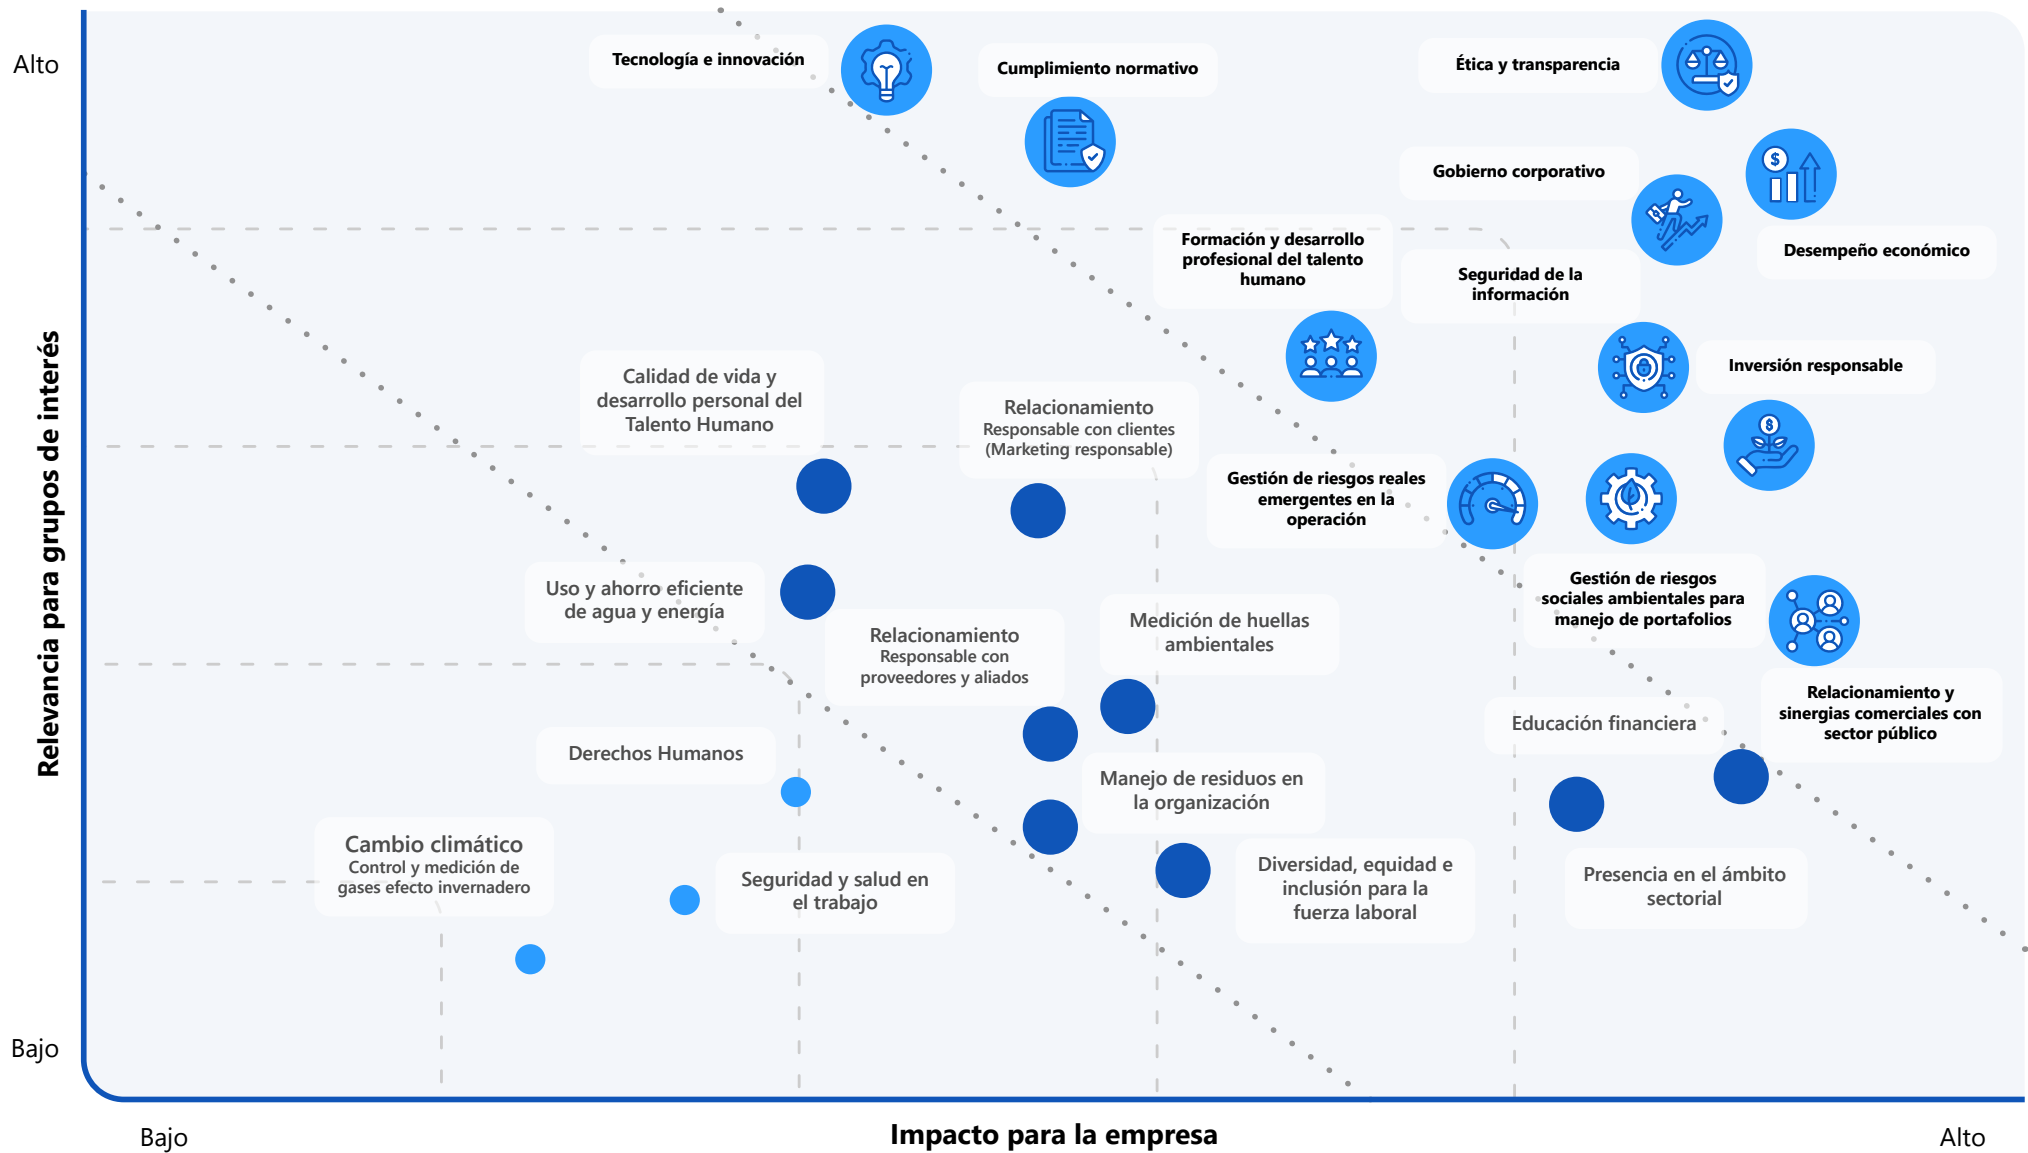 Alto
Tecnología e innovación
Cumplimiento normativo
Ética y transparencia
Gobierno corporativo
Desempeño económico
Formación y desarrollo
profesional del talento
humano
Seguridad de la
información
Inversión responsable
Calidad de vida y
desarrollo personal del
Talento Humano
Relacionamiento
Responsable con clientes
(Marketing responsable)
Gestión de riesgos reales
emergentes en la
operación
Gestión de riesgos
sociales ambientales para
manejo de portafolios
Uso y ahorro eficiente
de agua y energía
Relacionamiento
Responsable con
proveedores y aliados
Medición de huellas
ambientales
Relacionamiento y
sinergias comerciales con
sector público
Educación financiera
Derechos Humanos
Manejo de residuos en
la organización
Cambio climático
Control y medición de
gases efecto invernadero
Seguridad y salud en
el trabajo
Diversidad, equidad e
inclusión para la
fuerza laboral
Presencia en el ámbito
sectorial
Relevancia para grupos de interés
Bajo
Bajo
Impacto para la empresa
Alto